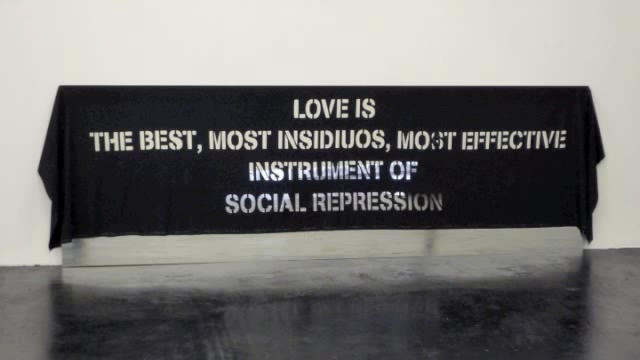 LOVE IS
THE BEST, MOST INSIDIUOS, MOST EFFECTIVE
INSTRUMENT OF
SOCIAL REPRESSION